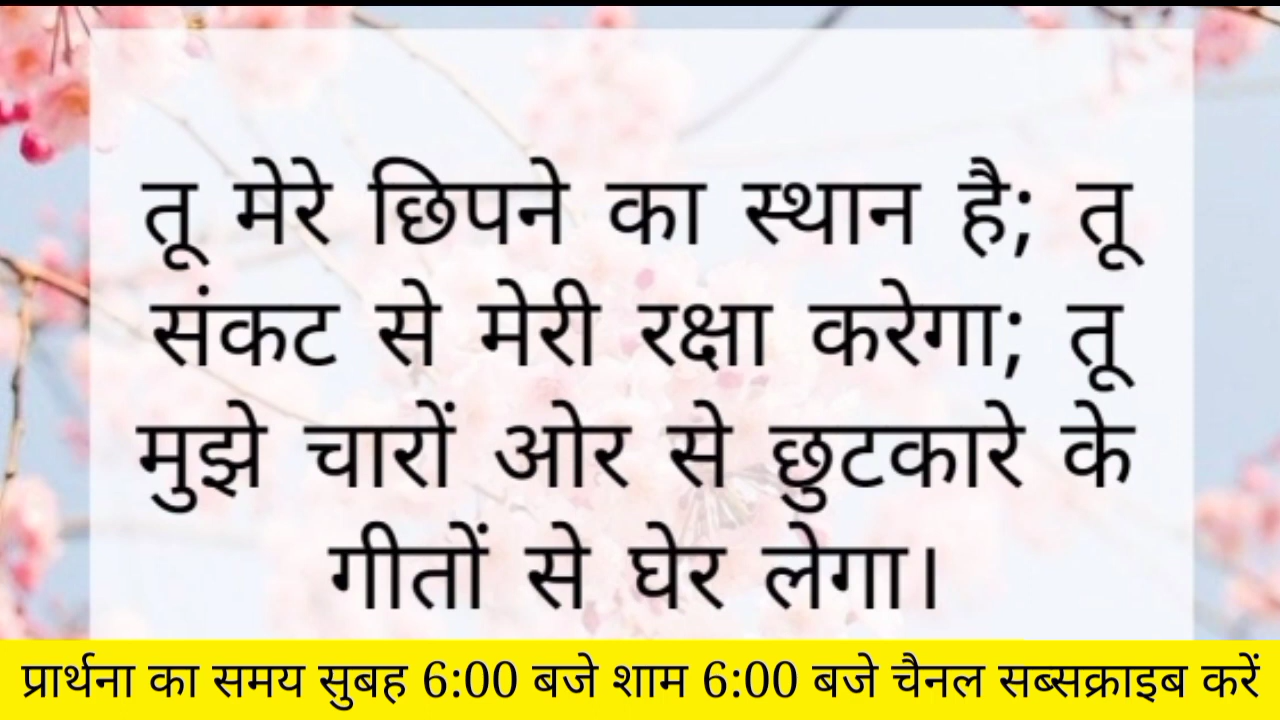 तू मेरे छिपने का स्थान है; तू
संकट से मेरी रक्षा करेगा; तू
मुझे चारों ओर से छुटकारे के
गीतों से घेर लेगा।
प्रार्थना का समय सुबह 6:00 बजे शाम 6:00 बजे चैनल सब्सक्राइब करें